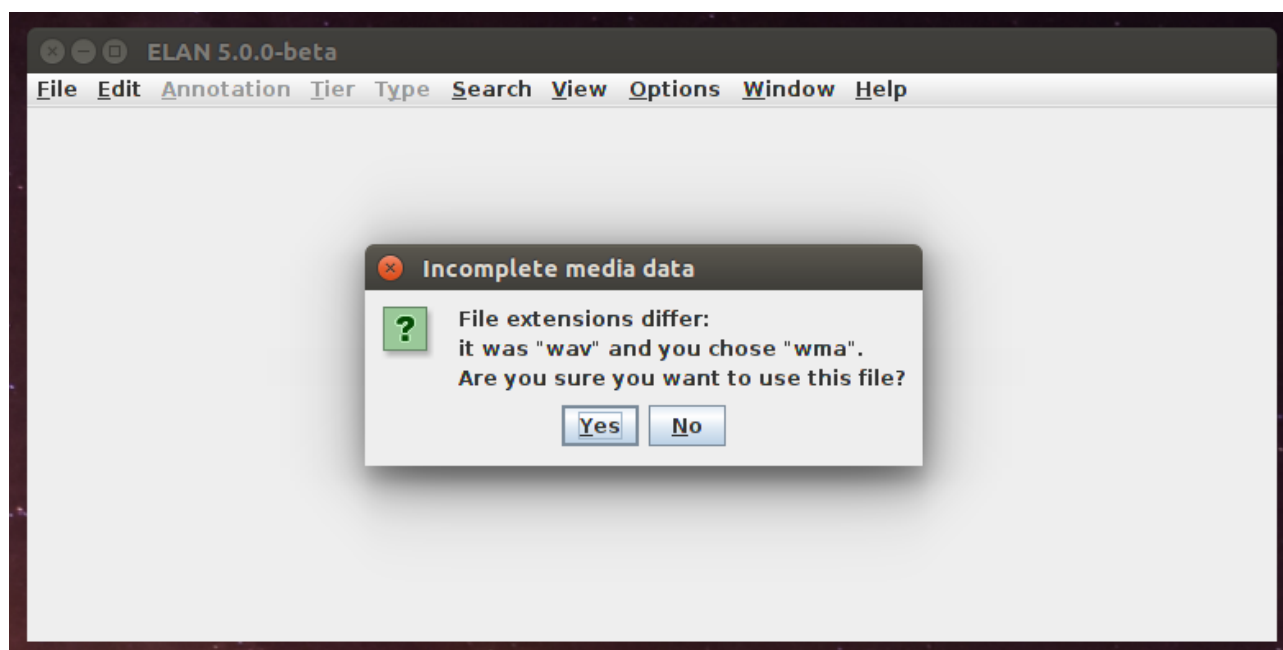 ELAN 5.0.0-beta
File Edit Annotation Tier Type Search View Options Window Help
Incomplete media data
?
File extensions differ:
it was "wav" and you chose "wma".
Are you sure you want to use this file?
Yes No